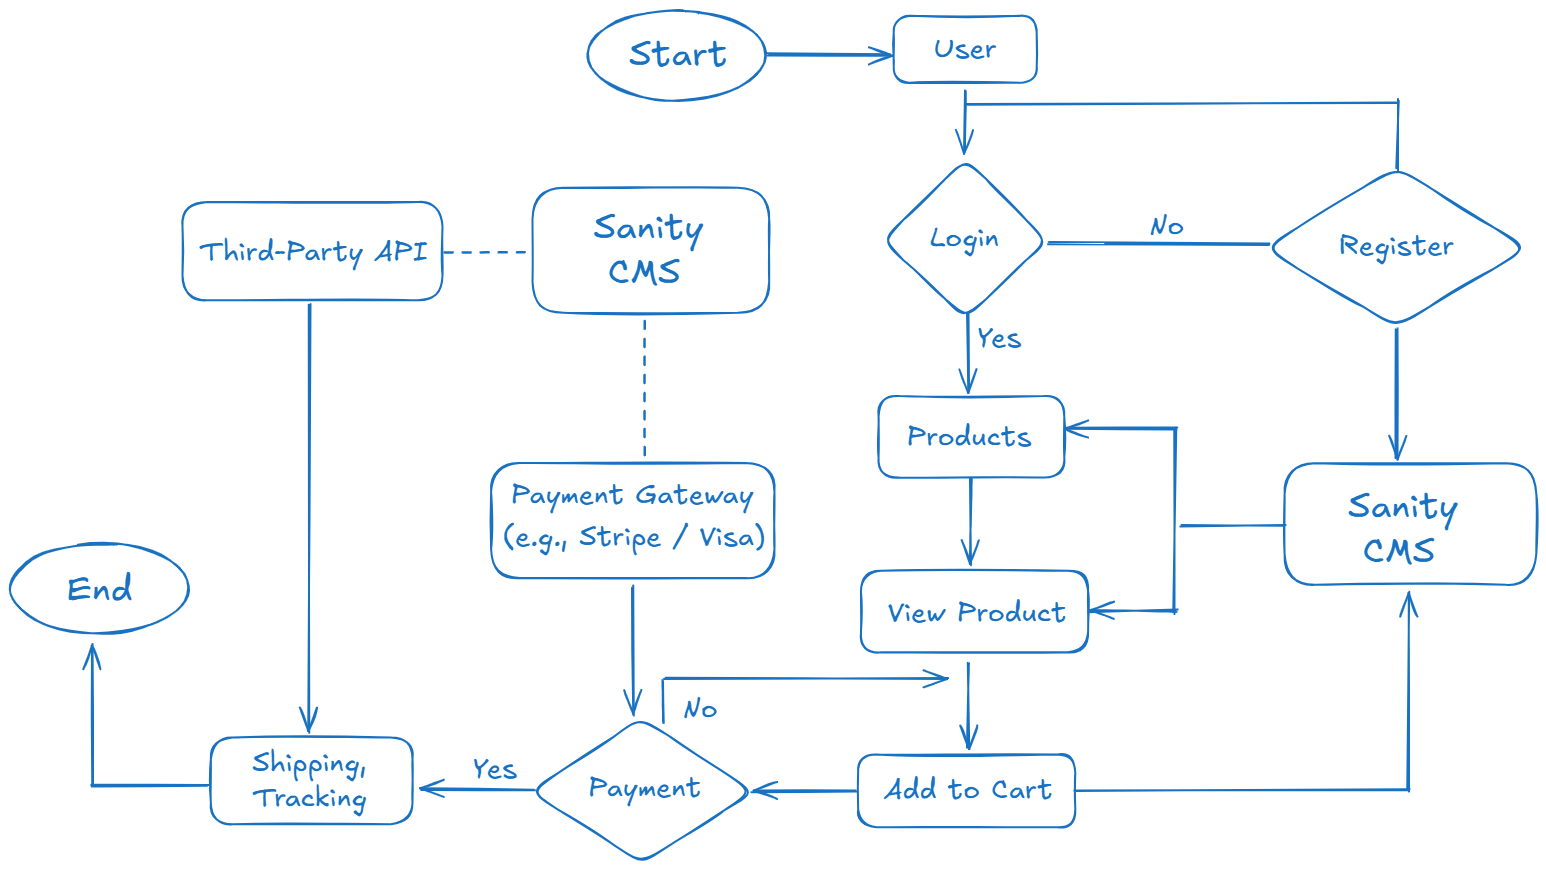 Start
User
Login
No
Register
Third-Party API
Sanity
CMS
Yes
Products
Payment Gateway
(e.g., Stripe / Visa)
Sanity
CMS
End
View Product
No
Shipping,
Tracking
Yes
Payment
Add to Cart